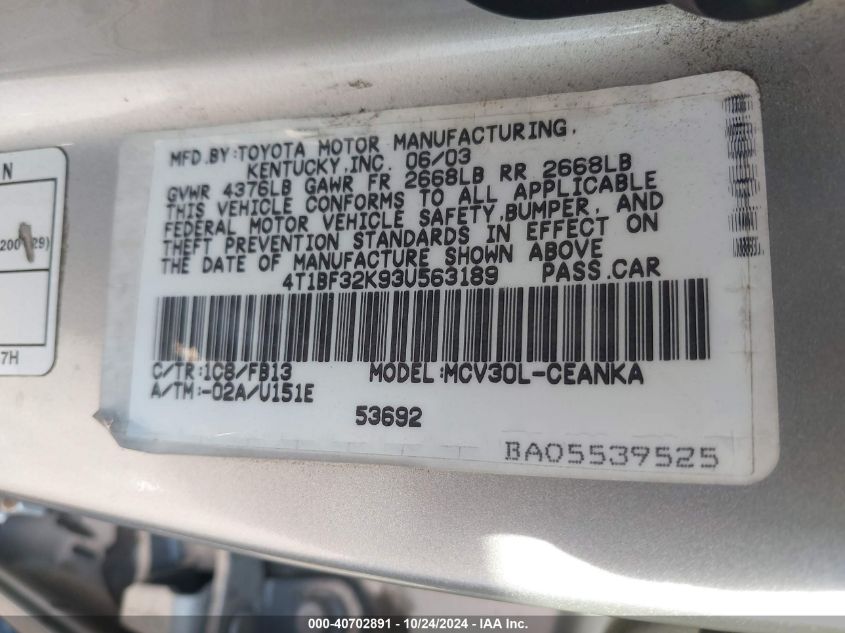 MFD.BY:TOYOTA MOTOR MANUFACTURING,
KENTUCKY,INC. 06/03
GVWR 4376LB GAWR FR 2668LB RR 2668LB
THIS VEHICLE CONFORMS TO ALL APPLICABLE
FEDERAL MOTOR VEHICLE SAFETY,BUMPER, AND
THEFT PREVENTION STANDARDS IN EFFECT ON
THE DATE OF MANUFACTURE SHOWN ABOVE
4T1BF32K93U563189 PASS.CAR
C/TR:1C8/FB13 MODEL:MCV30L-CEANKA
A/TM:-02A/U151E
53692
BA05539525
N
7H
000-40702891 - 10/24/2024 - IEAA Inc.